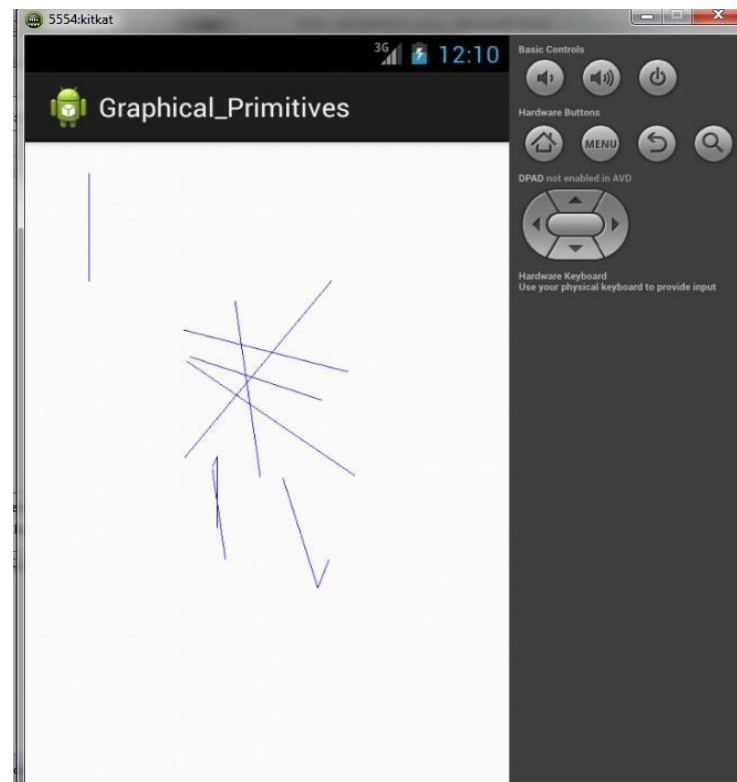 5554:kitkat
3G 12:10
Graphical_Primitives
Basic Controls
Hardware Buttons
MENU
DPAD not enabled in AVD
Hardware Keyboard
Use your physical keyboard to provide input